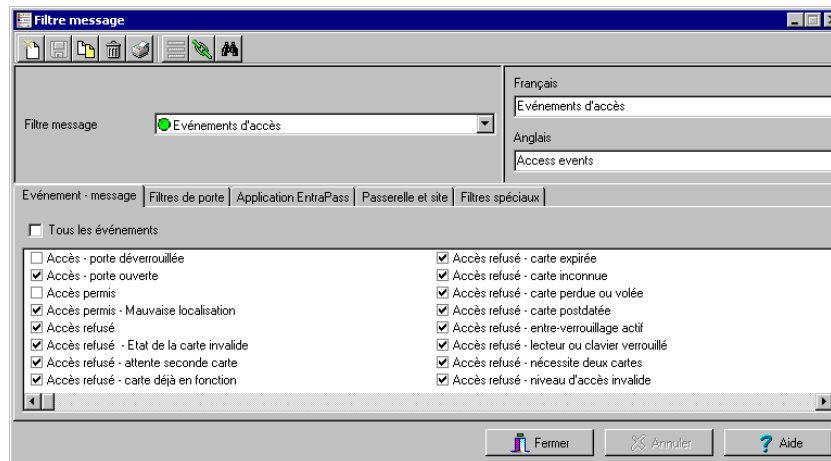 Filtre message
Français
Evénements d'accès
Filtre message
Evénements d'accès
Anglais
Access events
Evénement - message
Filtres de porte
Application EntraPass
Passerelle et site
Filtres spéciaux
Tous les événements
Accès - porte déverrouillée
Accès - porte ouverte
Accès permis
Accès permis - Mauvaise localisation
Accès refusé
Accès refusé - Etat de la carte invalide
Accès refusé - attente seconde carte
Accès refusé - carte déjà en fonction
Accès refusé - carte expirée
Accès refusé - carte inconnue
Accès refusé - carte perdue ou volée
Accès refusé - carte postdatée
Accès refusé - entre-verrouillage actif
Accès refusé - lecteur ou clavier verrouillé
Accès refusé - nécessite deux cartes
Accès refusé - niveau d'accès invalide
Fermer
Annuler
Aide